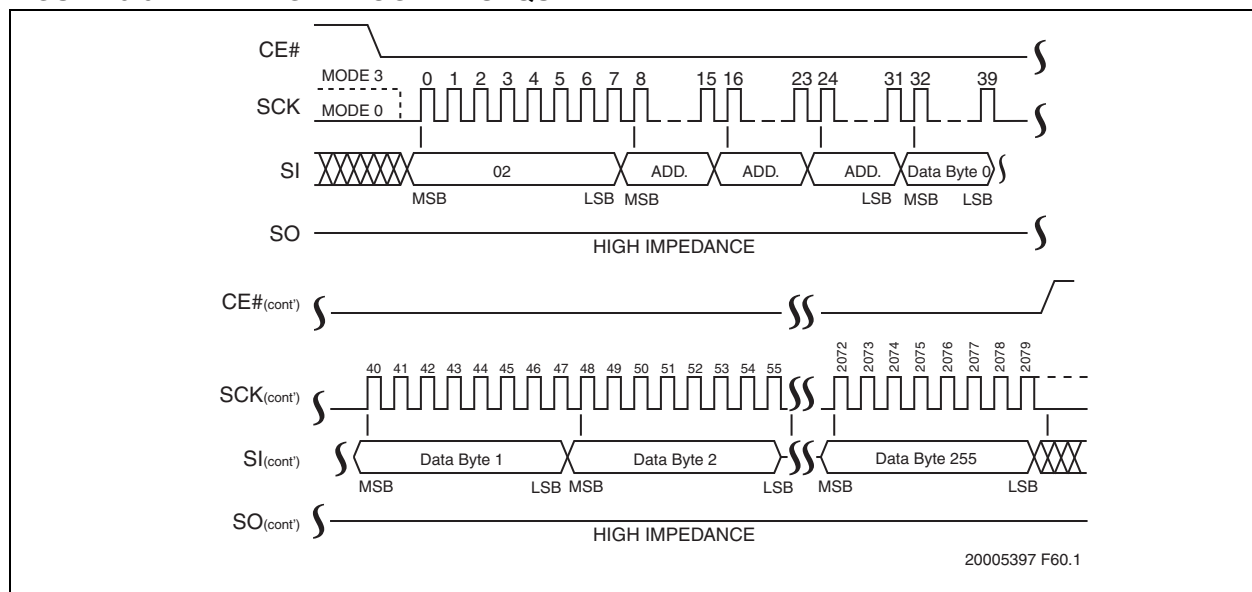 CE#
MODE 3
0 1 2 3 4 5 6 7 8 15 16 23 24 31 32 39
SCK
MODE 0
SI
02 ADD. ADD. ADD. Data Byte 0
MSB LSB MSB LSB MSB LSB
SO
HIGH IMPEDANCE
CE#(cont')
40 41 42 43 44 45 46 47 48 49 50 51 52 53 54 55 2072 2073 2074 2075 2076 2077 2078 2079
SCK(cont')
SI(cont')
Data Byte 1 Data Byte 2 Data Byte 255
MSB LSB MSB LSB MSB LSB
SO(cont')
HIGH IMPEDANCE
20005397 F60.1